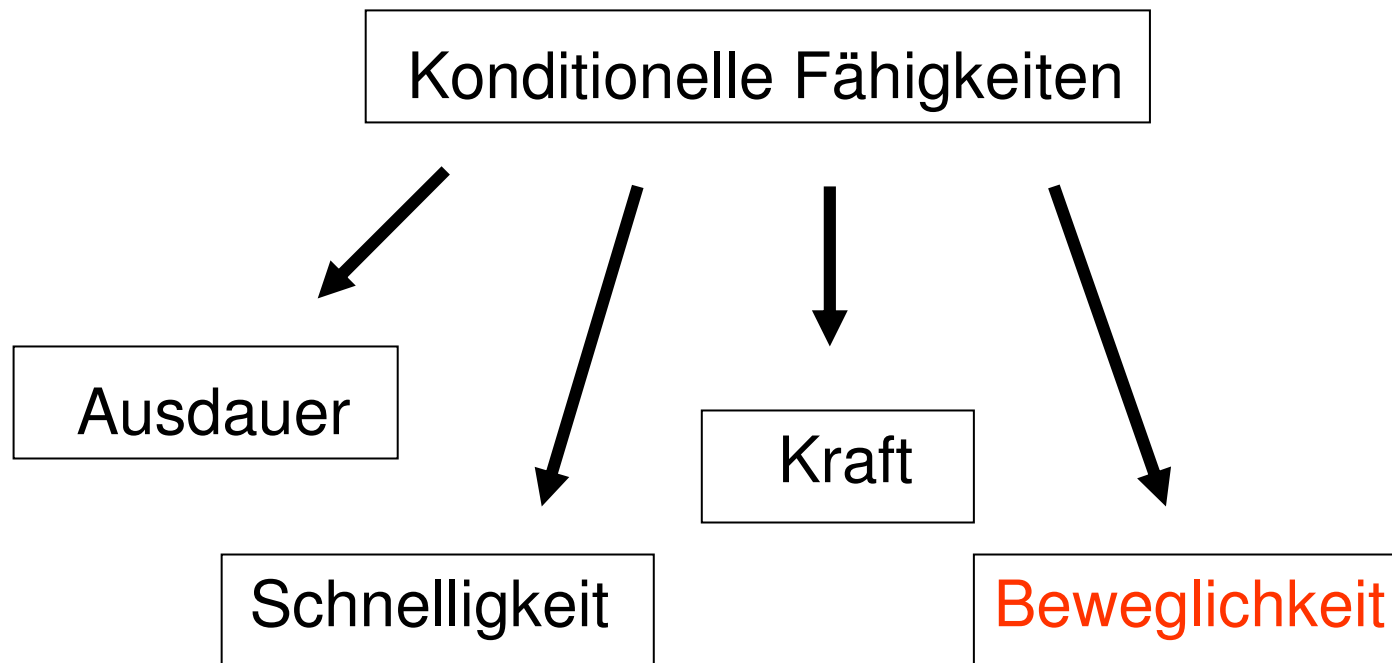 Konditionelle Fähigkeiten
Ausdauer
Kraft
Schnelligkeit
Beweglichkeit